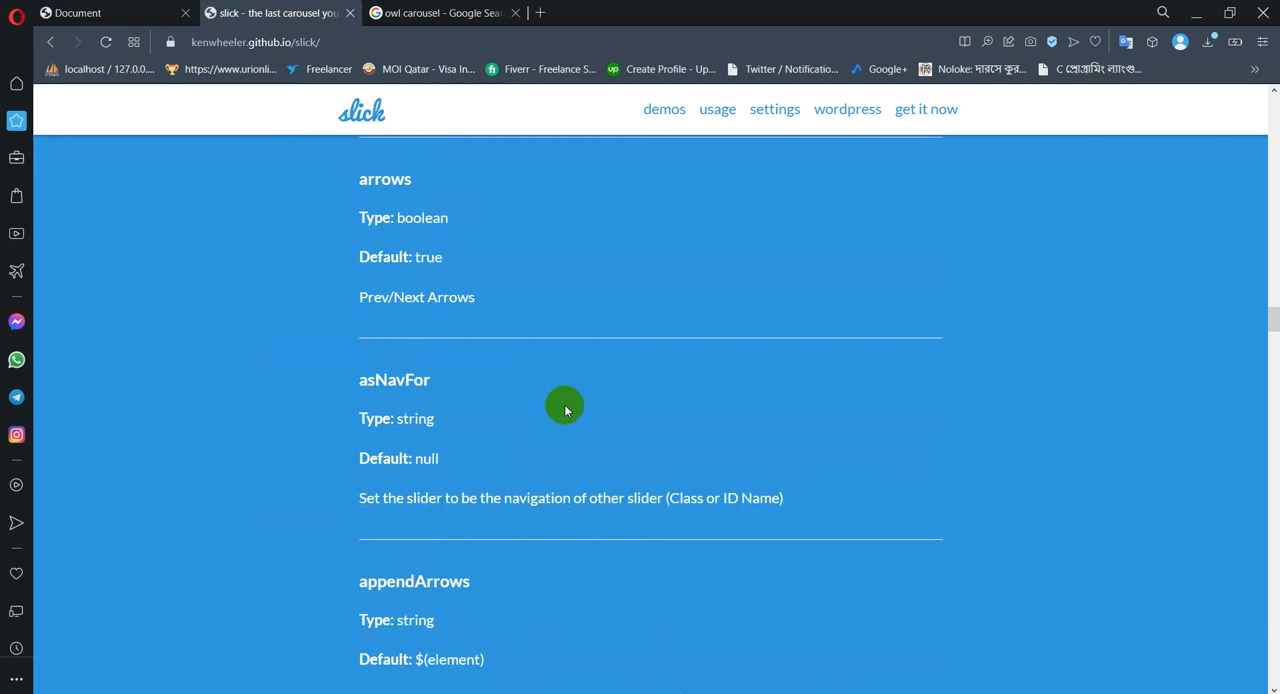 Document
slick - the last carousel you
owl carousel - Google Sear
kenwheeler.github.io/slick/
localhost / 127.0.0....
https://www.urionli...
Freelancer
MOI Qatar - Visa In...
Fiverr - Freelance S...
Create Profile - Up...
Twitter / Notificatio...
Google+
Noloke: দারসে কুর...
C প্রোগ্রামিং ল্যাংগু...
slick
demos
usage
settings
wordpress
get it now
arrows
Type: boolean
Default: true
Prev/Next Arrows
asNavFor
Type: string
Default: null
Set the slider to be the navigation of other slider (Class or ID Name)
appendArrows
Type: string
Default: $(element)